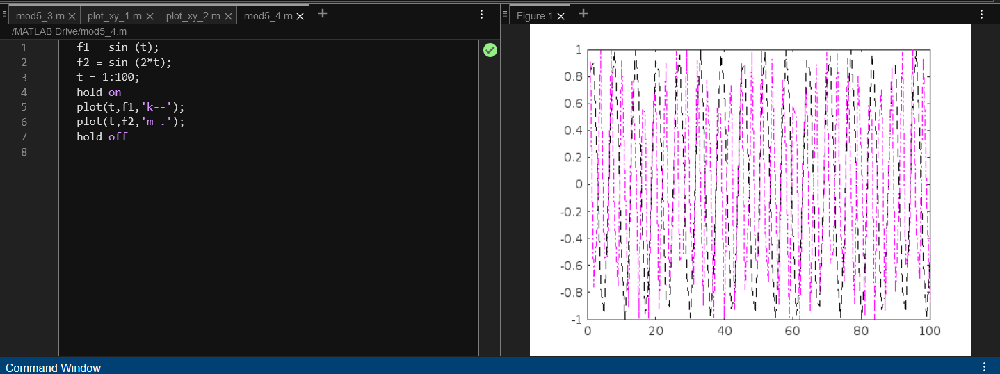 mod5_3.m plot_xy_1.m plot_xy_2.m mod5_4.m
/MATLAB Drive/mod5_4.m
1 f1 = sin (t);
2 f2 = sin (2*t);
3 t = 1:100;
4 hold on
5 plot(t,f1,'k--');
6 plot(t,f2,'m-.');
7 hold off
8
Figure 1
1
0.8
0.6
0.4
0.2
0
-0.2
-0.4
-0.6
-0.8
-1
0 20 40 60 80 100
Command Window